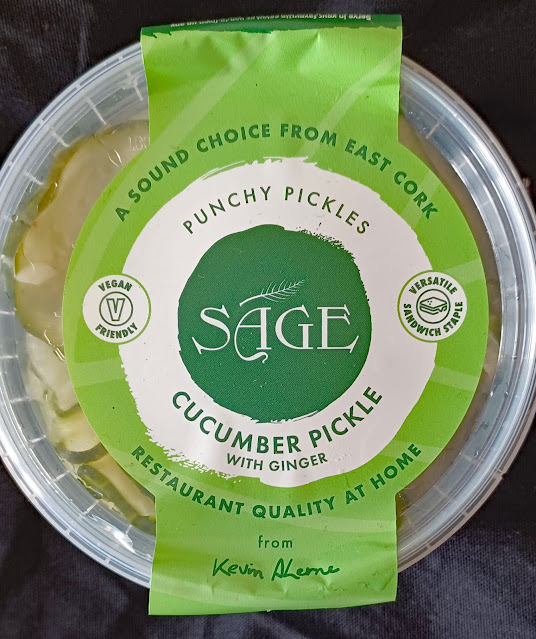 A SOUND CHOICE FROM EAST CORK
PUNCHY PICKLES
VEGAN
V
FRIENDLY
SAGE
VERSATILE
SANDWICH STAPLE
CUCUMBER PICKLE
WITH GINGER
RESTAURANT QUALITY AT HOME
from
Kevin Aherne